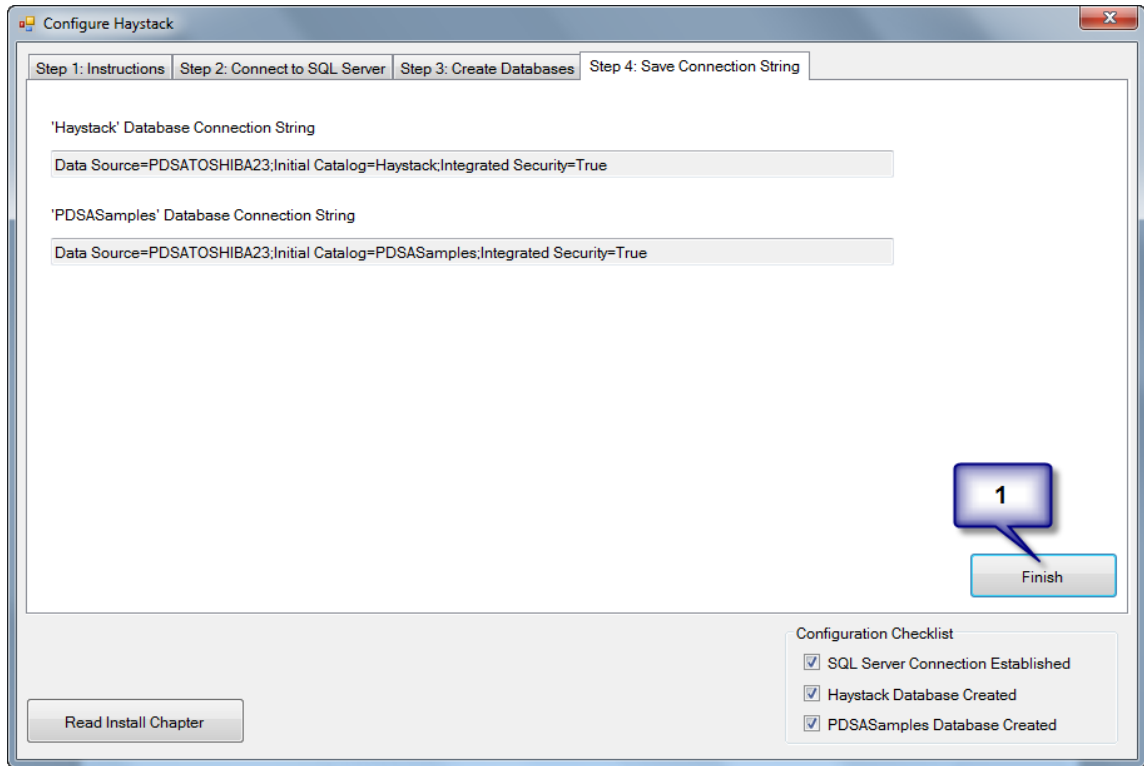 Configure Haystack
Step 1: Instructions
Step 2: Connect to SQL Server
Step 3: Create Databases
Step 4: Save Connection String
'Haystack' Database Connection String
Data Source=PDSATOSHIBA23;Initial Catalog=Haystack;Integrated Security=True
'PDSASamples' Database Connection String
Data Source=PDSATOSHIBA23;Initial Catalog=PDSASamples;Integrated Security=True
1
Finish
Configuration Checklist
SQL Server Connection Established
Haystack Database Created
PDSASamples Database Created
Read Install Chapter